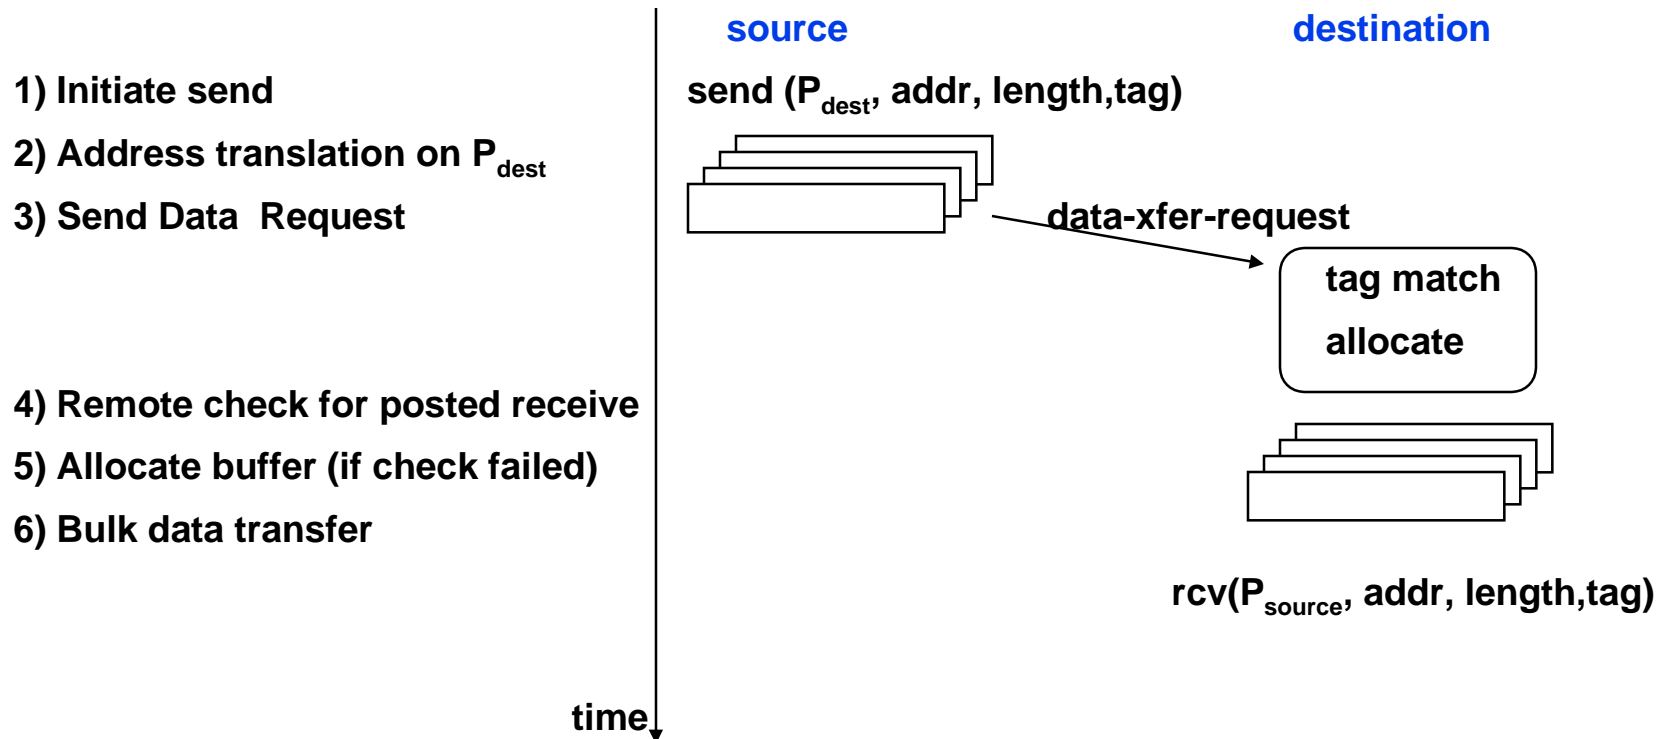 source
destination
1) Initiate send
send (Pdest, addr, length,tag)
2) Address translation on Pdest
3) Send Data  Request
data-xfer-request
tag match
allocate
4) Remote check for posted receive
5) Allocate buffer (if check failed)
6) Bulk data transfer
rcv(Psource, addr, length,tag)
time